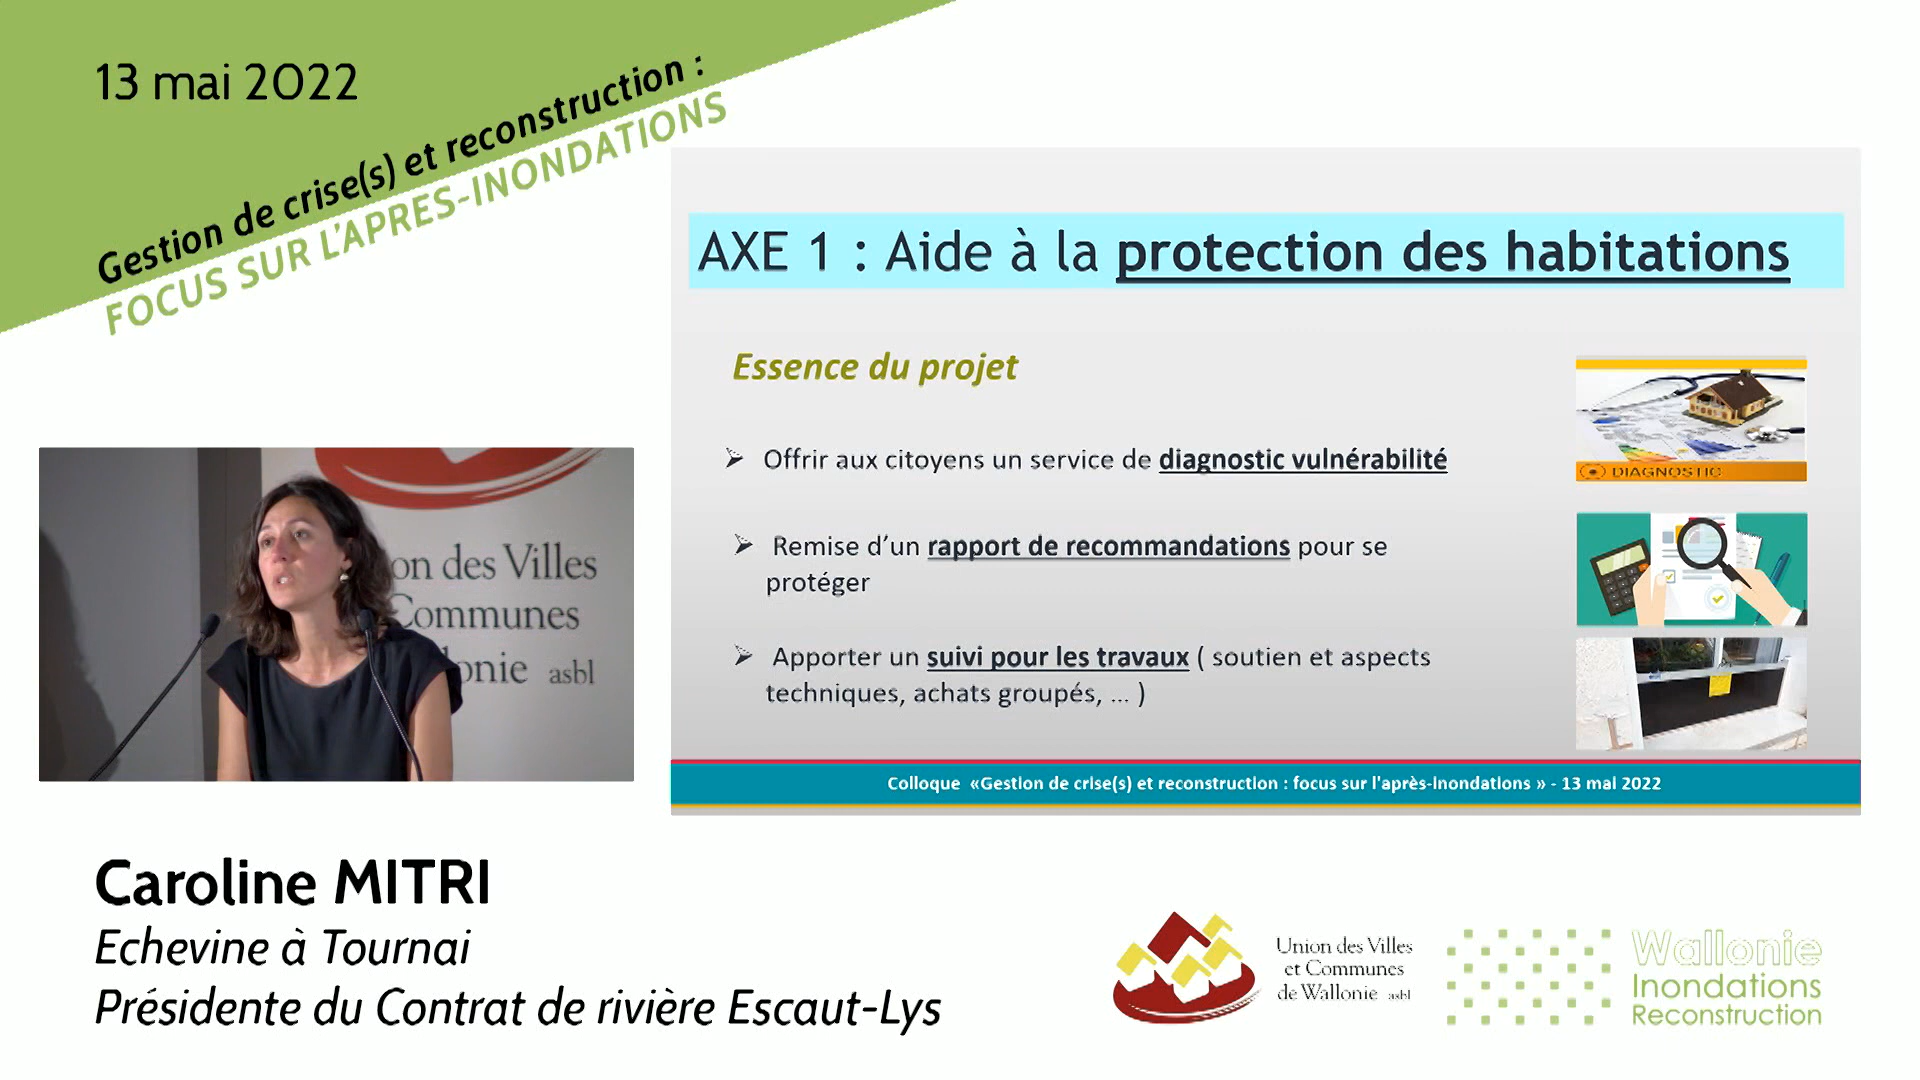 13 mai 2022
Gestion de crise(s) et reconstruction :
FOCUS SUR L'APRES-INONDATIONS
AXE 1 : Aide à la protection des habitations
Essence du projet
Offrir aux citoyens un service de diagnostic vulnérabilité
DIAGNOSTIC
Remise d'un rapport de recommandations pour se
protéger
Apporter un suivi pour les travaux ( soutien et aspects
techniques, achats groupés, ... )
Colloque «Gestion de crise(s) et reconstruction : focus sur l'après-inondations » - 13 mai 2022
on des Villes
Communes
onie asbl
Caroline MITRI
Echevine à Tournai
Présidente du Contrat de rivière Escaut-Lys
Union des Villes
et Communes
de Wallonie asbl
Wallonie
Inondations
Reconstruction